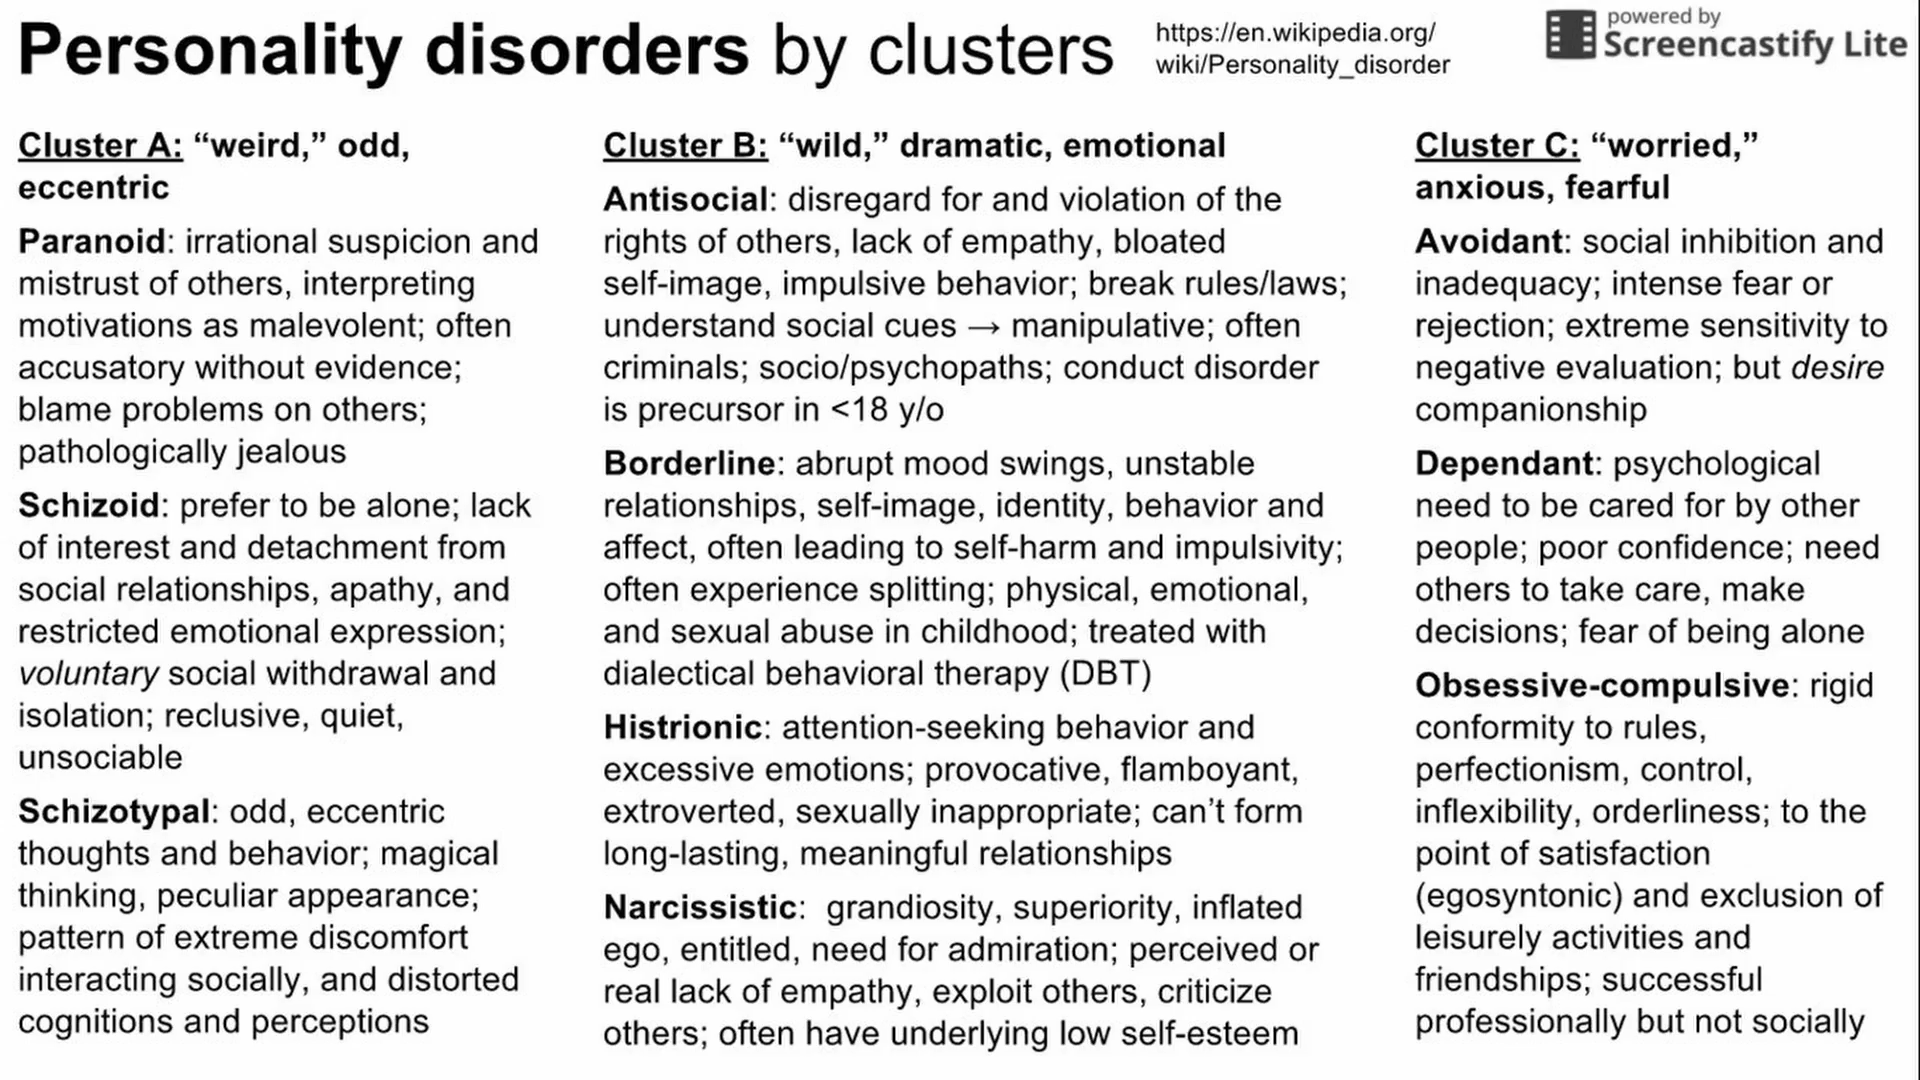 Personality disorders by clusters
https://en.wikipedia.org/
wiki/Personality_disorder
powered by
Screencastify Lite
Cluster A: “weird,” odd,
eccentric
Paranoid: irrational suspicion and
mistrust of others, interpreting
motivations as malevolent; often
accusatory without evidence;
blame problems on others;
pathologically jealous
Schizoid: prefer to be alone; lack
of interest and detachment from
social relationships, apathy, and
restricted emotional expression;
voluntary social withdrawal and
isolation; reclusive, quiet,
unsociable
Schizotypal: odd, eccentric
thoughts and behavior; magical
thinking, peculiar appearance;
pattern of extreme discomfort
interacting socially, and distorted
cognitions and perceptions
Cluster B: “wild,” dramatic, emotional
Antisocial: disregard for and violation of the
rights of others, lack of empathy, bloated
self-image, impulsive behavior; break rules/laws;
understand social cues → manipulative; often
criminals; socio/psychopaths; conduct disorder
is precursor in <18 y/o
Borderline: abrupt mood swings, unstable
relationships, self-image, identity, behavior and
affect, often leading to self-harm and impulsivity;
often experience splitting; physical, emotional,
and sexual abuse in childhood; treated with
dialectical behavioral therapy (DBT)
Histrionic: attention-seeking behavior and
excessive emotions; provocative, flamboyant,
extroverted, sexually inappropriate; can’t form
long-lasting, meaningful relationships
Narcissistic:  grandiosity, superiority, inflated
ego, entitled, need for admiration; perceived or
real lack of empathy, exploit others, criticize
others; often have underlying low self-esteem
Cluster C: “worried,”
anxious, fearful
Avoidant: social inhibition and
inadequacy; intense fear or
rejection; extreme sensitivity to
negative evaluation; but desire
companionship
Dependant: psychological
need to be cared for by other
people; poor confidence; need
others to take care, make
decisions; fear of being alone
Obsessive-compulsive: rigid
conformity to rules,
perfectionism, control,
inflexibility, orderliness; to the
point of satisfaction
(egosyntonic) and exclusion of
leisurely activities and
friendships; successful
professionally but not socially